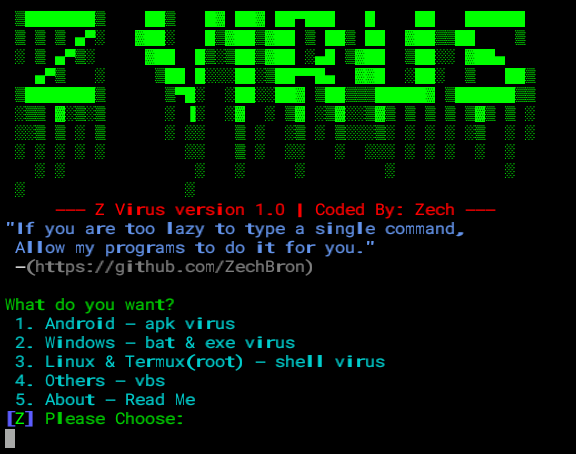 Z VIRUS
––– Z Virus version 1.0 | Coded By: Zech –––
"If you are too lazy to type a single command,
Allow my programs to do it for you."
–(https://github.com/ZechBron)
What do you want?
1. Android – apk virus
2. Windows – bat & exe virus
3. Linux & Termux(root) – shell virus
4. Others – vbs
5. About – Read Me
[Z] Please Choose: